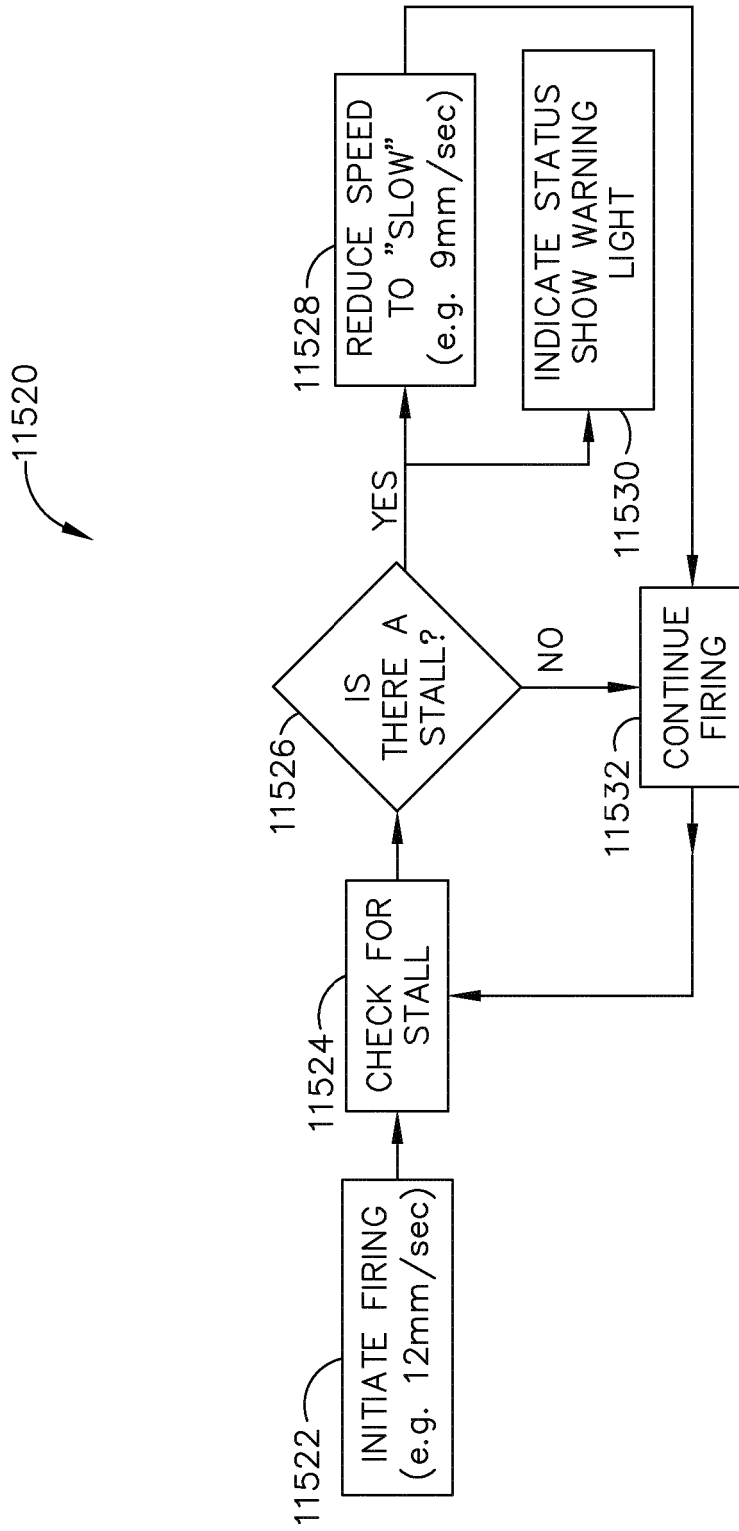 11520
11522
INITIATE FIRING
(e.g. 12mm/sec)
11524
CHECK FOR
STALL
11526
IS
THERE A
STALL?
YES
NO
11528
REDUCE SPEED
TO "SLOW"
(e.g. 9mm/sec)
11530
INDICATE STATUS
SHOW WARNING
LIGHT
11532
CONTINUE
FIRING